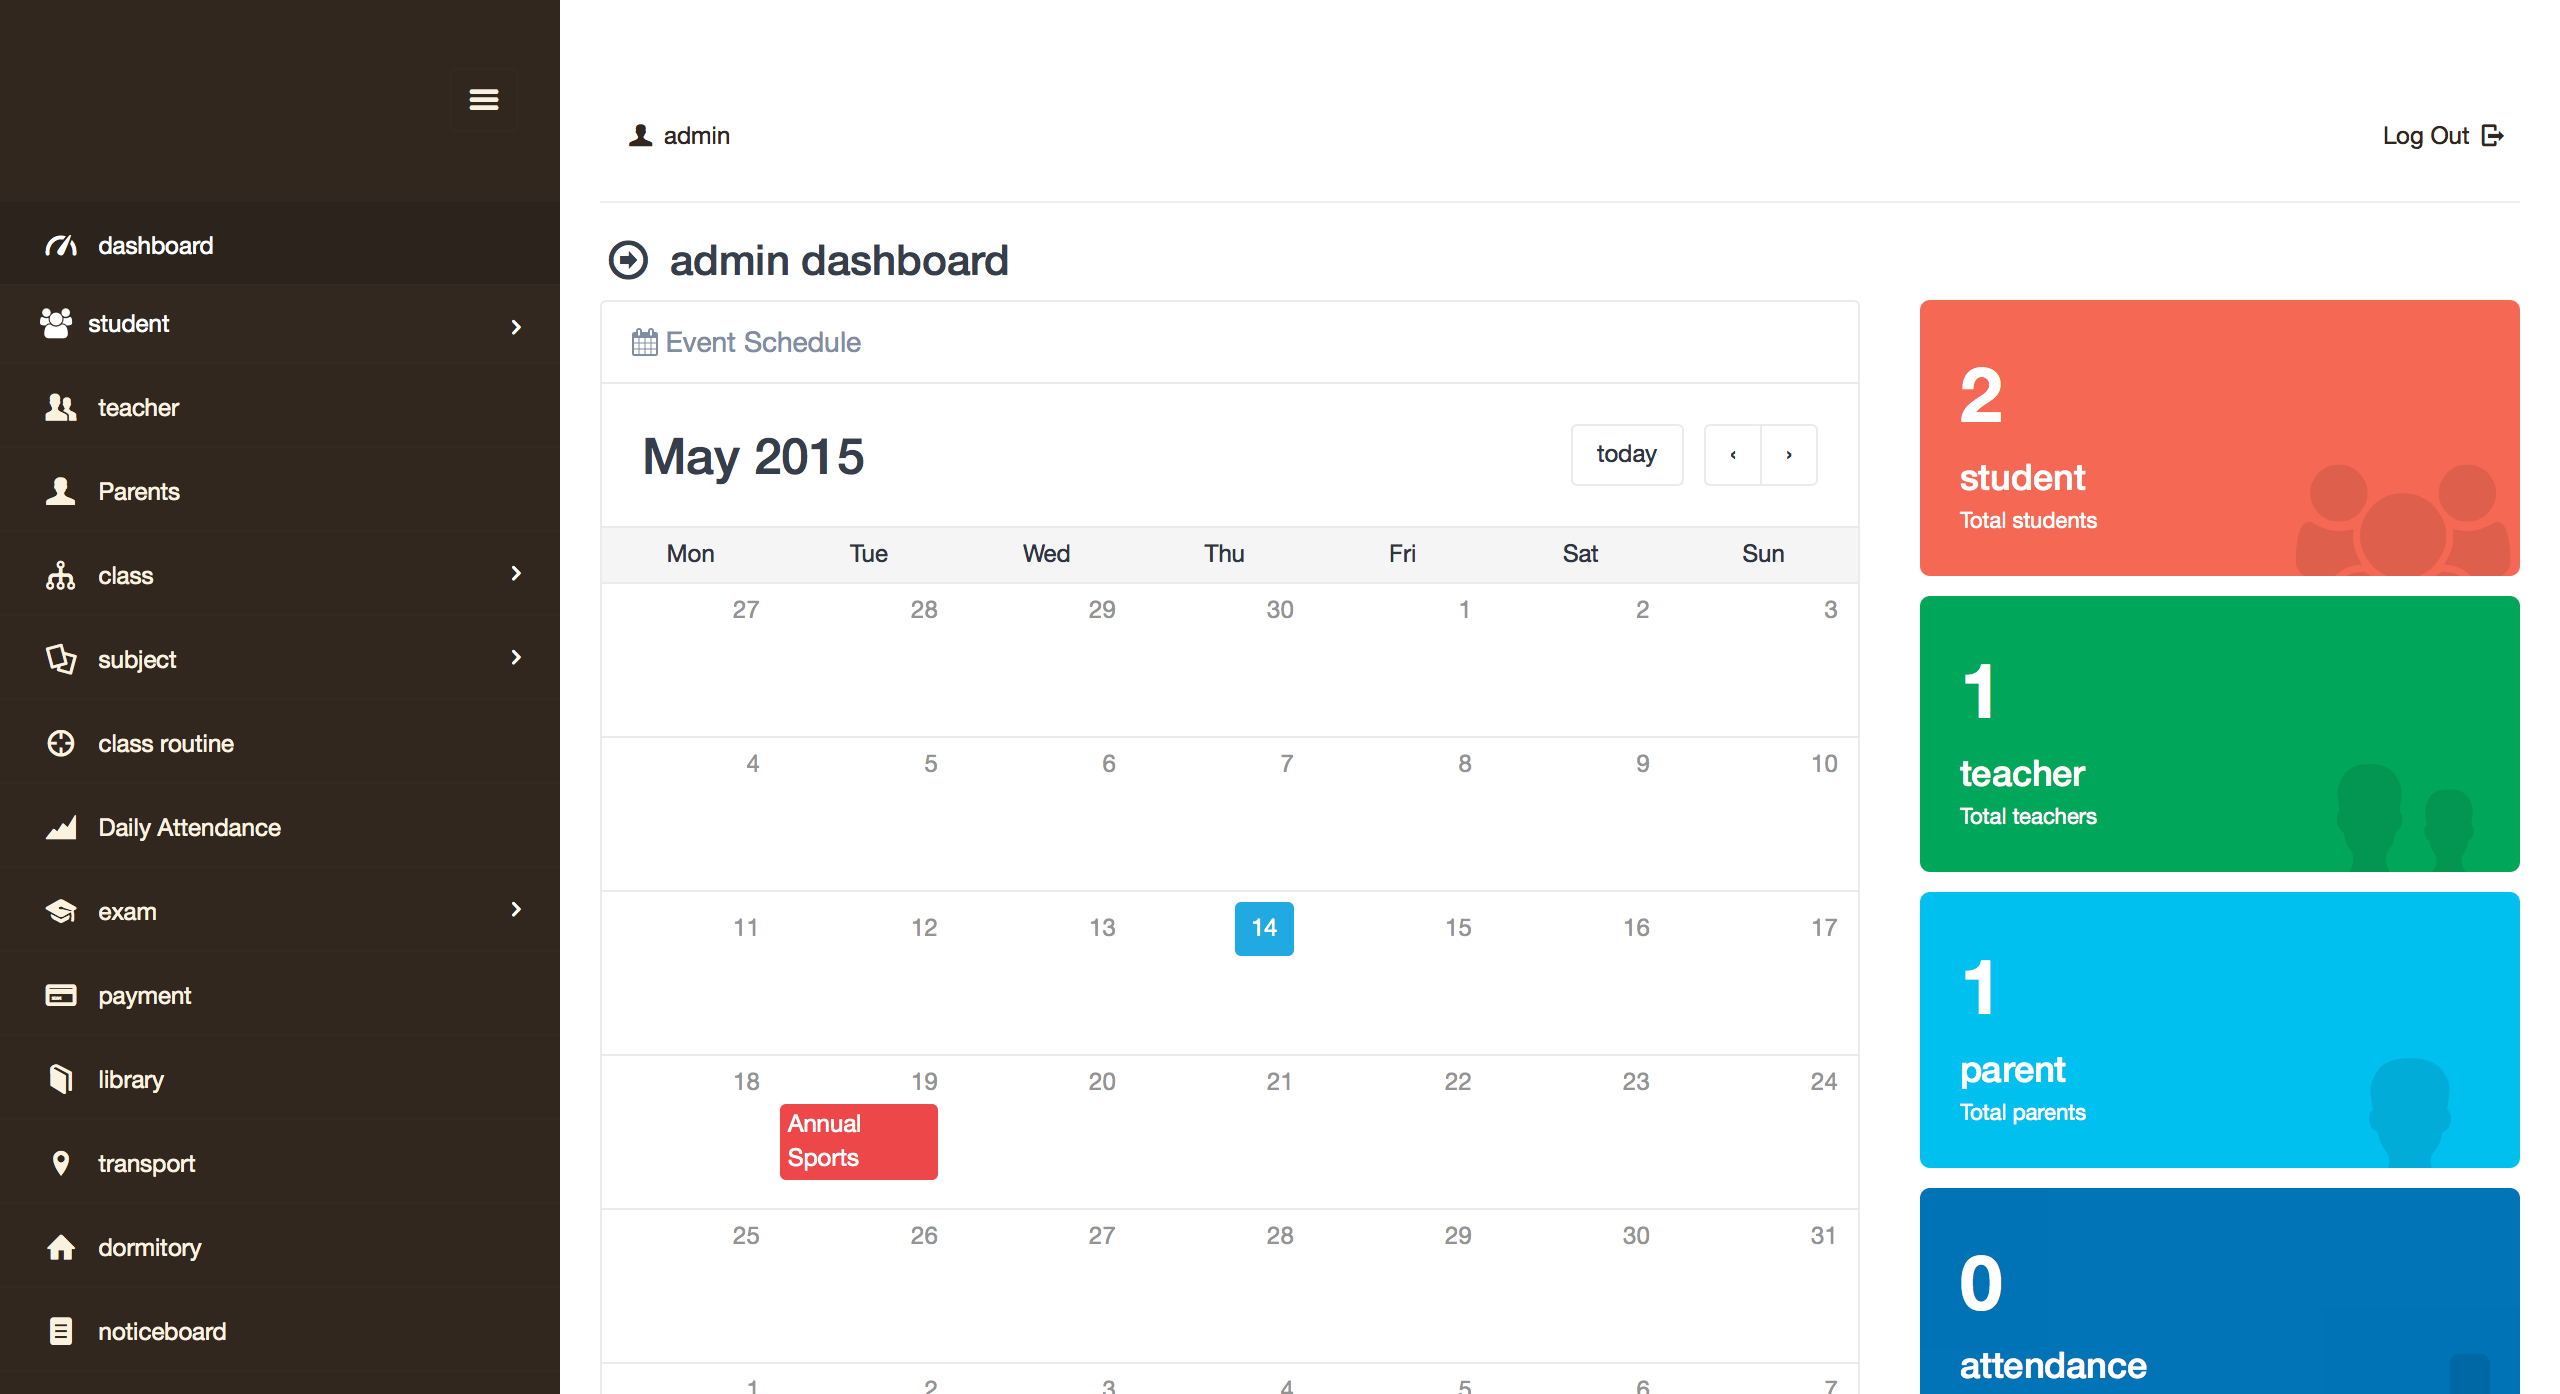 admin
Log Out
dashboard
student
teacher
Parents
class
subject
class routine
Daily Attendance
exam
payment
library
transport
dormitory
noticeboard
admin dashboard
Event Schedule
May 2015
today
‹ ›
Mon Tue Wed Thu Fri Sat Sun
27 28 29 30 1 2 3
4 5 6 7 8 9 10
11 12 13 14 15 16 17
18 19 20 21 22 23 24
Annual
Sports
25 26 27 28 29 30 31
1 2 3 4 5 6 7
2
student
Total students
1
teacher
Total teachers
1
parent
Total parents
0
attendance